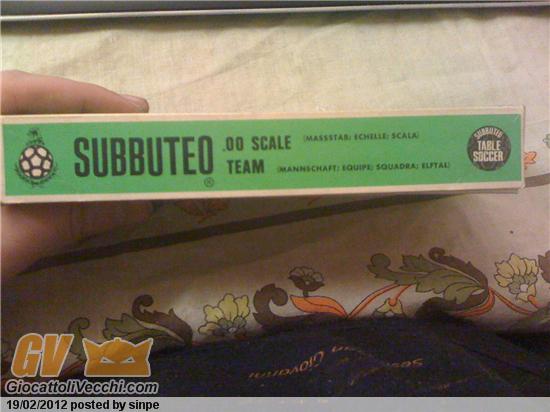 SUBBUTEO ®
.00 SCALE (MASSSTAB; ECHELLE; SCALA)
TEAM (MANNSCHAFT; EQUIPE; SQUADRA; ELFTAL)
SUBBUTEO
TABLE
SOCCER
GV
GiocattoliVecchi.com
19/02/2012 posted by sinpe